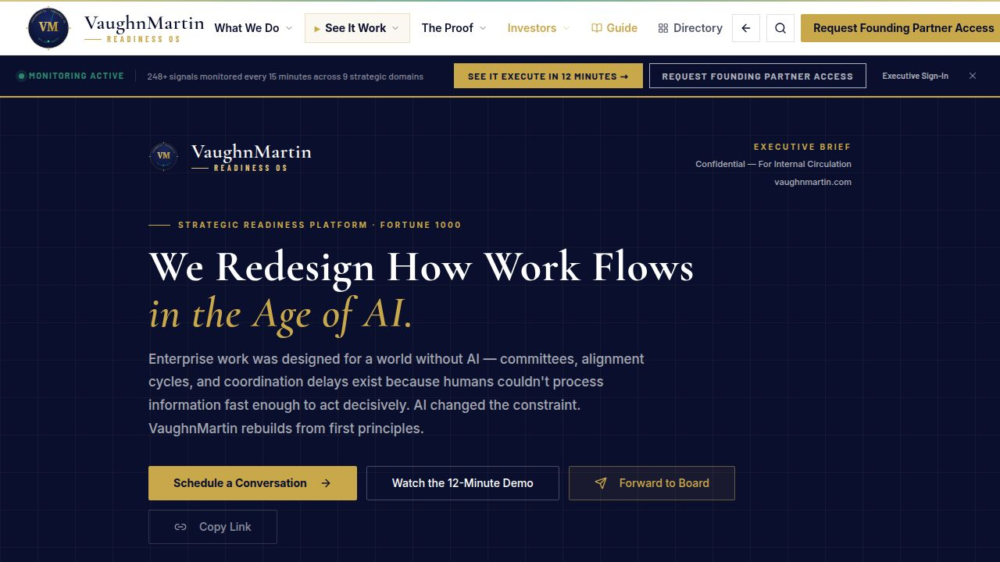 VM
VaughnMartin
READINESS OS
What We Do
▸ See It Work
The Proof
Investors
Guide
Directory
Request Founding Partner Access
MONITORING ACTIVE
248+ signals monitored every 15 minutes across 9 strategic domains
SEE IT EXECUTE IN 12 MINUTES →
REQUEST FOUNDING PARTNER ACCESS
Executive Sign-In
VM
VaughnMartin
READINESS OS
EXECUTIVE BRIEF
Confidential — For Internal Circulation
vaughnmartin.com
STRATEGIC READINESS PLATFORM · FORTUNE 1000
We Redesign How Work Flows
in the Age of AI.
Enterprise work was designed for a world without AI — committees, alignment
cycles, and coordination delays exist because humans couldn't process
information fast enough to act decisively. AI changed the constraint.
VaughnMartin rebuilds from first principles.
Schedule a Conversation →
Watch the 12-Minute Demo
Forward to Board
Copy Link